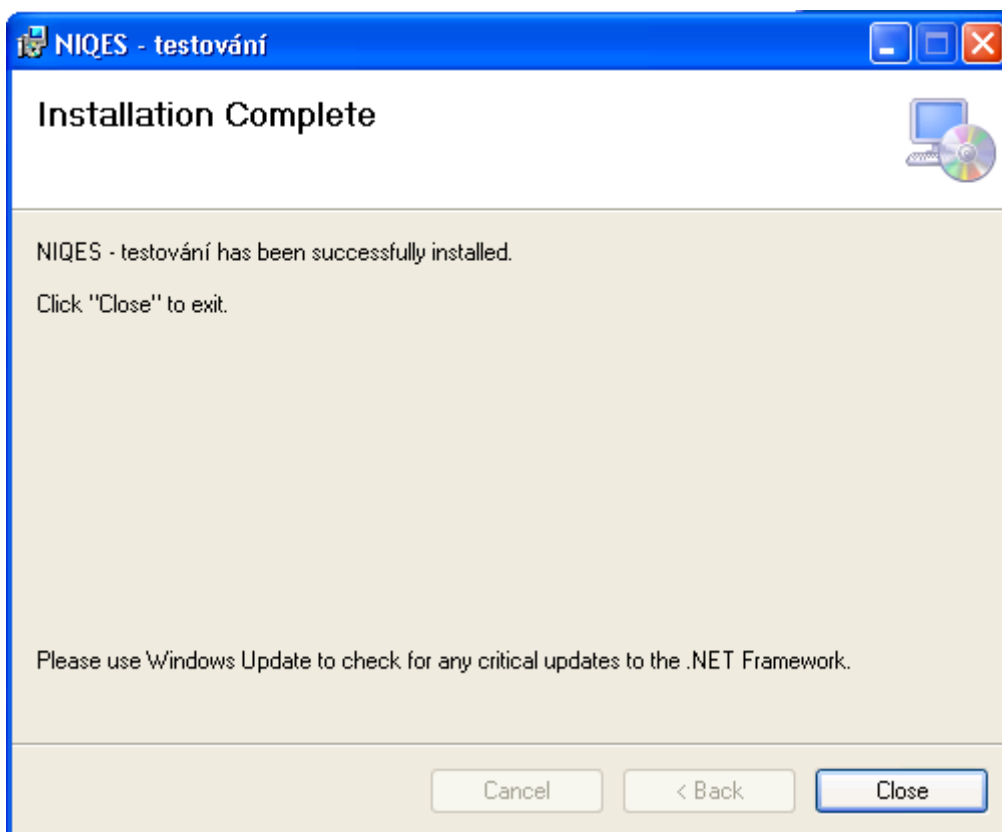 NIQES - testování
Installation Complete
NIQES - testování has been successfully installed.
Click "Close" to exit.
Please use Windows Update to check for any critical updates to the .NET Framework.
Cancel
< Back
Close